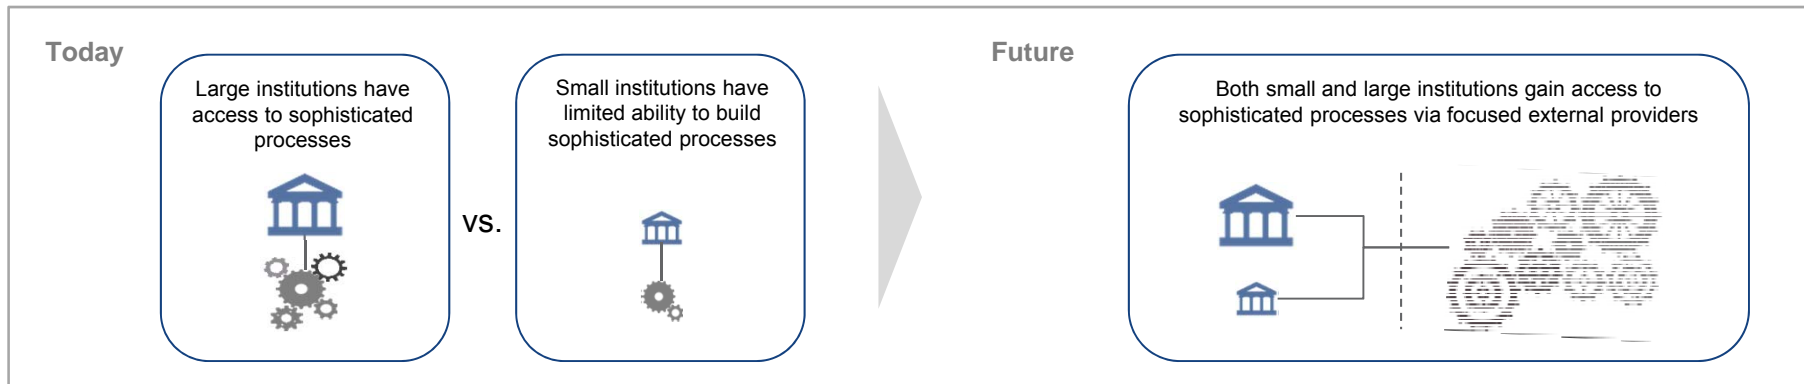 Today
Large institutions have
access to sophisticated
processes
vs.
Small institutions have
limited ability to build
sophisticated processes
Future
Both small and large institutions gain access to
sophisticated processes via focused external providers